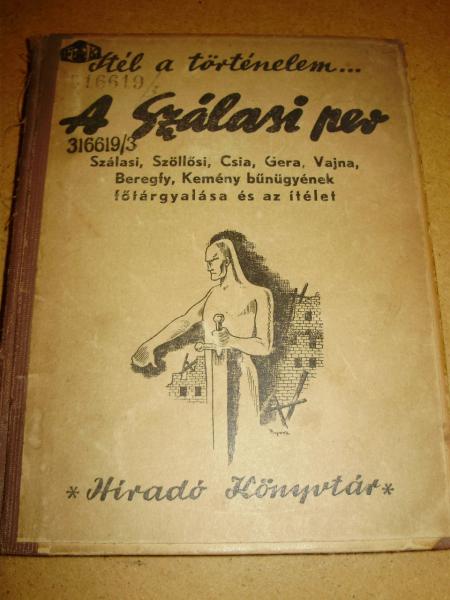 Itél a történelem...
316619/
A Szálasi per
316619/3
Szálasi, Szöllősi, Csia, Gera, Vajna,
Beregfy, Kemény bűnügyének
főtárgyalása és az ítélet
* Híradó Könyvtár *